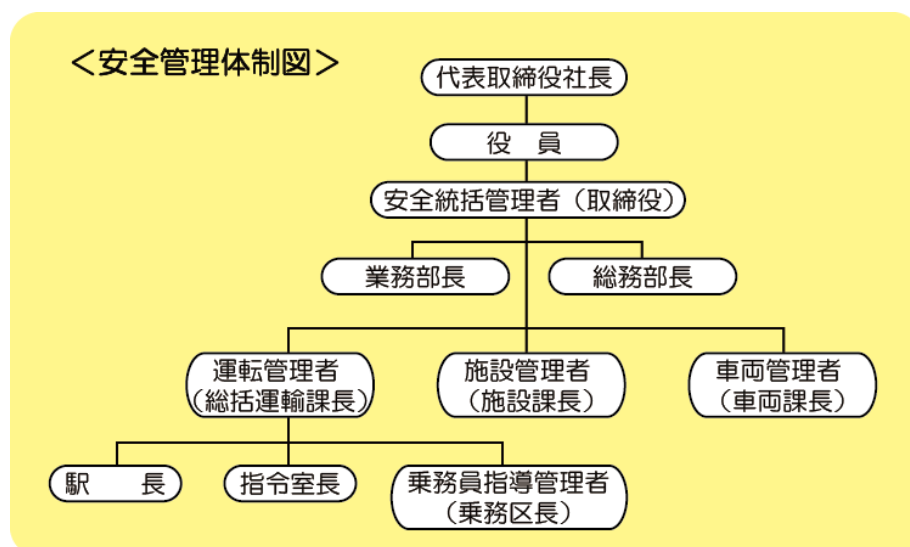 ＜安全管理体制図＞
代表取締役社長
役　員
安全統括管理者（取締役）
業務部長
総務部長
運転管理者
（総括運輸課長）
施設管理者
（施設課長）
車両管理者
（車両課長）
駅　　長
指令室長
乗務員指導管理者
（乗務区長）